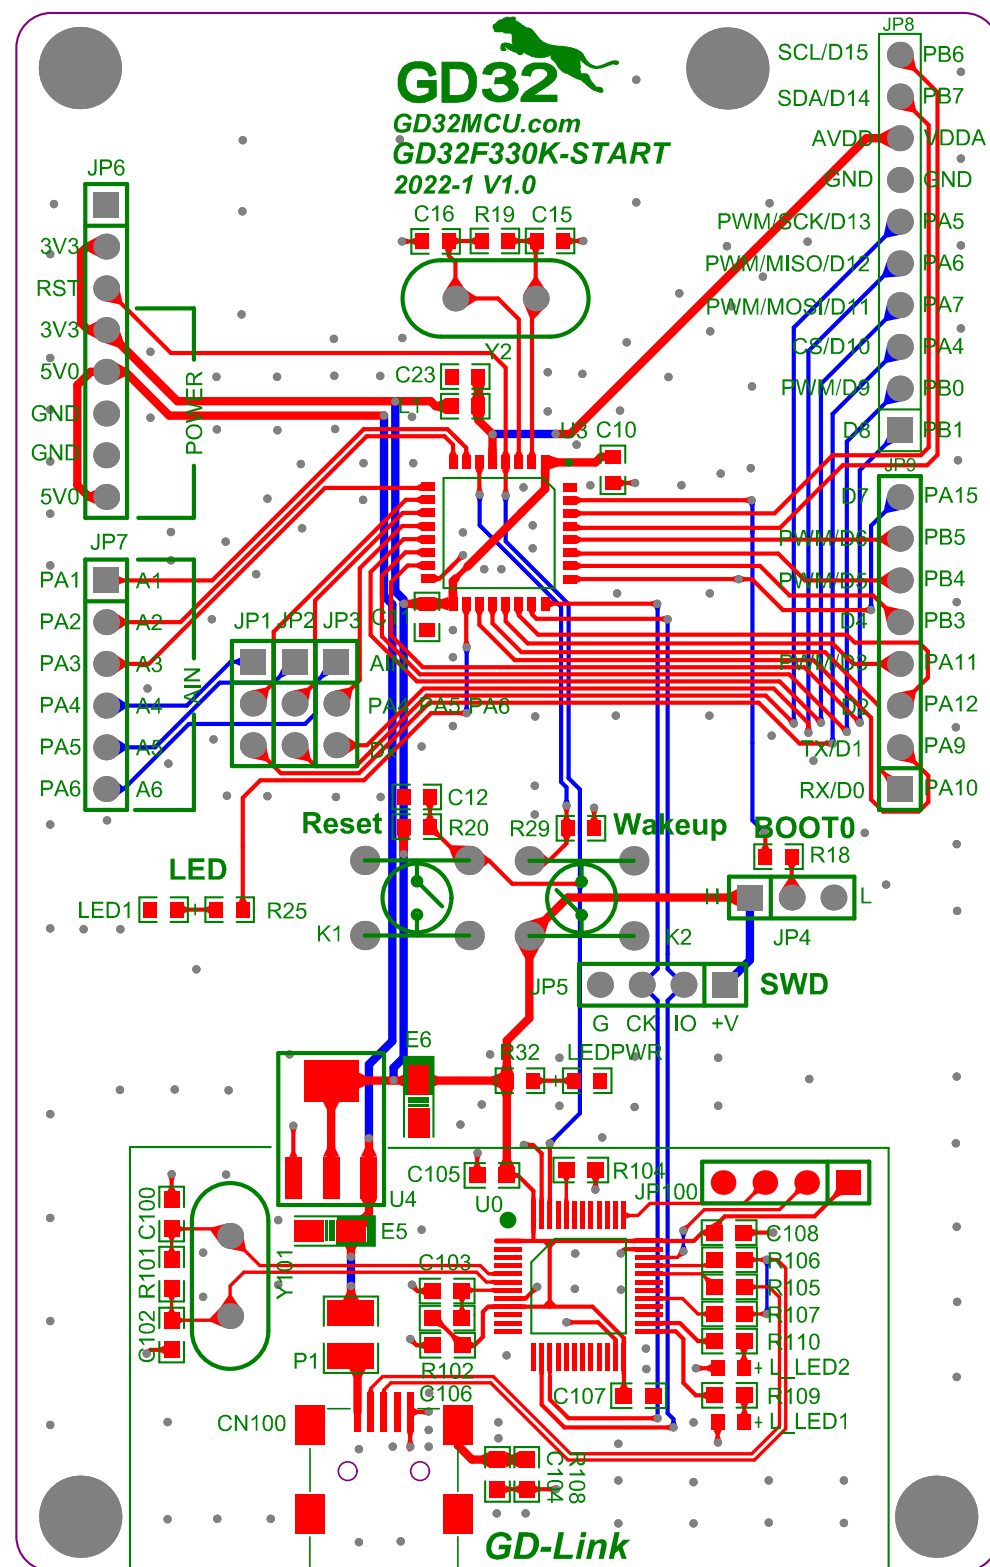 GD32
GD32MCU.com
GD32F330K-START
2022-1 V1.0
JP8
SCL/D15 PB6
SDA/D14 PB7
AVDD VDDA
GND GND
PWM/SCK/D13 PA5
PWM/MISO/D12 PA6
PWM/MOSI/D11 PA7
CS/D10 PA4
PWM/D9 PB0
D8 PB1
JP6
3V3
RST
3V3
5V0
GND
GND
5V0
POWER
C16 R19 C15
Y2
C23
L1
U3 C10
JP9
D7 PA15
PWM/D6 PB5
PWM/D5 PB4
D4 PB3
PWM/D3 PA11
D2 PA12
TX/D1 PA9
RX/D0 PA10
JP7
PA1 A1
PA2 A2
PA3 A3
PA4 A4
PA5 A5
PA6 A6
AIN
JP1 JP2 JP3
PA4 PA5 PA6
C12
Reset R20 R29 Wakeup BOOT0
R18
LED
LED1 + R25
K1 K2
H L
JP4
JP5 SWD
G CK IO +V
E6
R32 + LEDPWR
C105
U4 U0
R104
JP100
C100
R101
C102
Y101
E5
C103
C108
R106
R105
R107
R110
+ L_LED2
R109
+ L_LED1
P1
R102
C106
C107
CN100
R108
C104
GD-Link